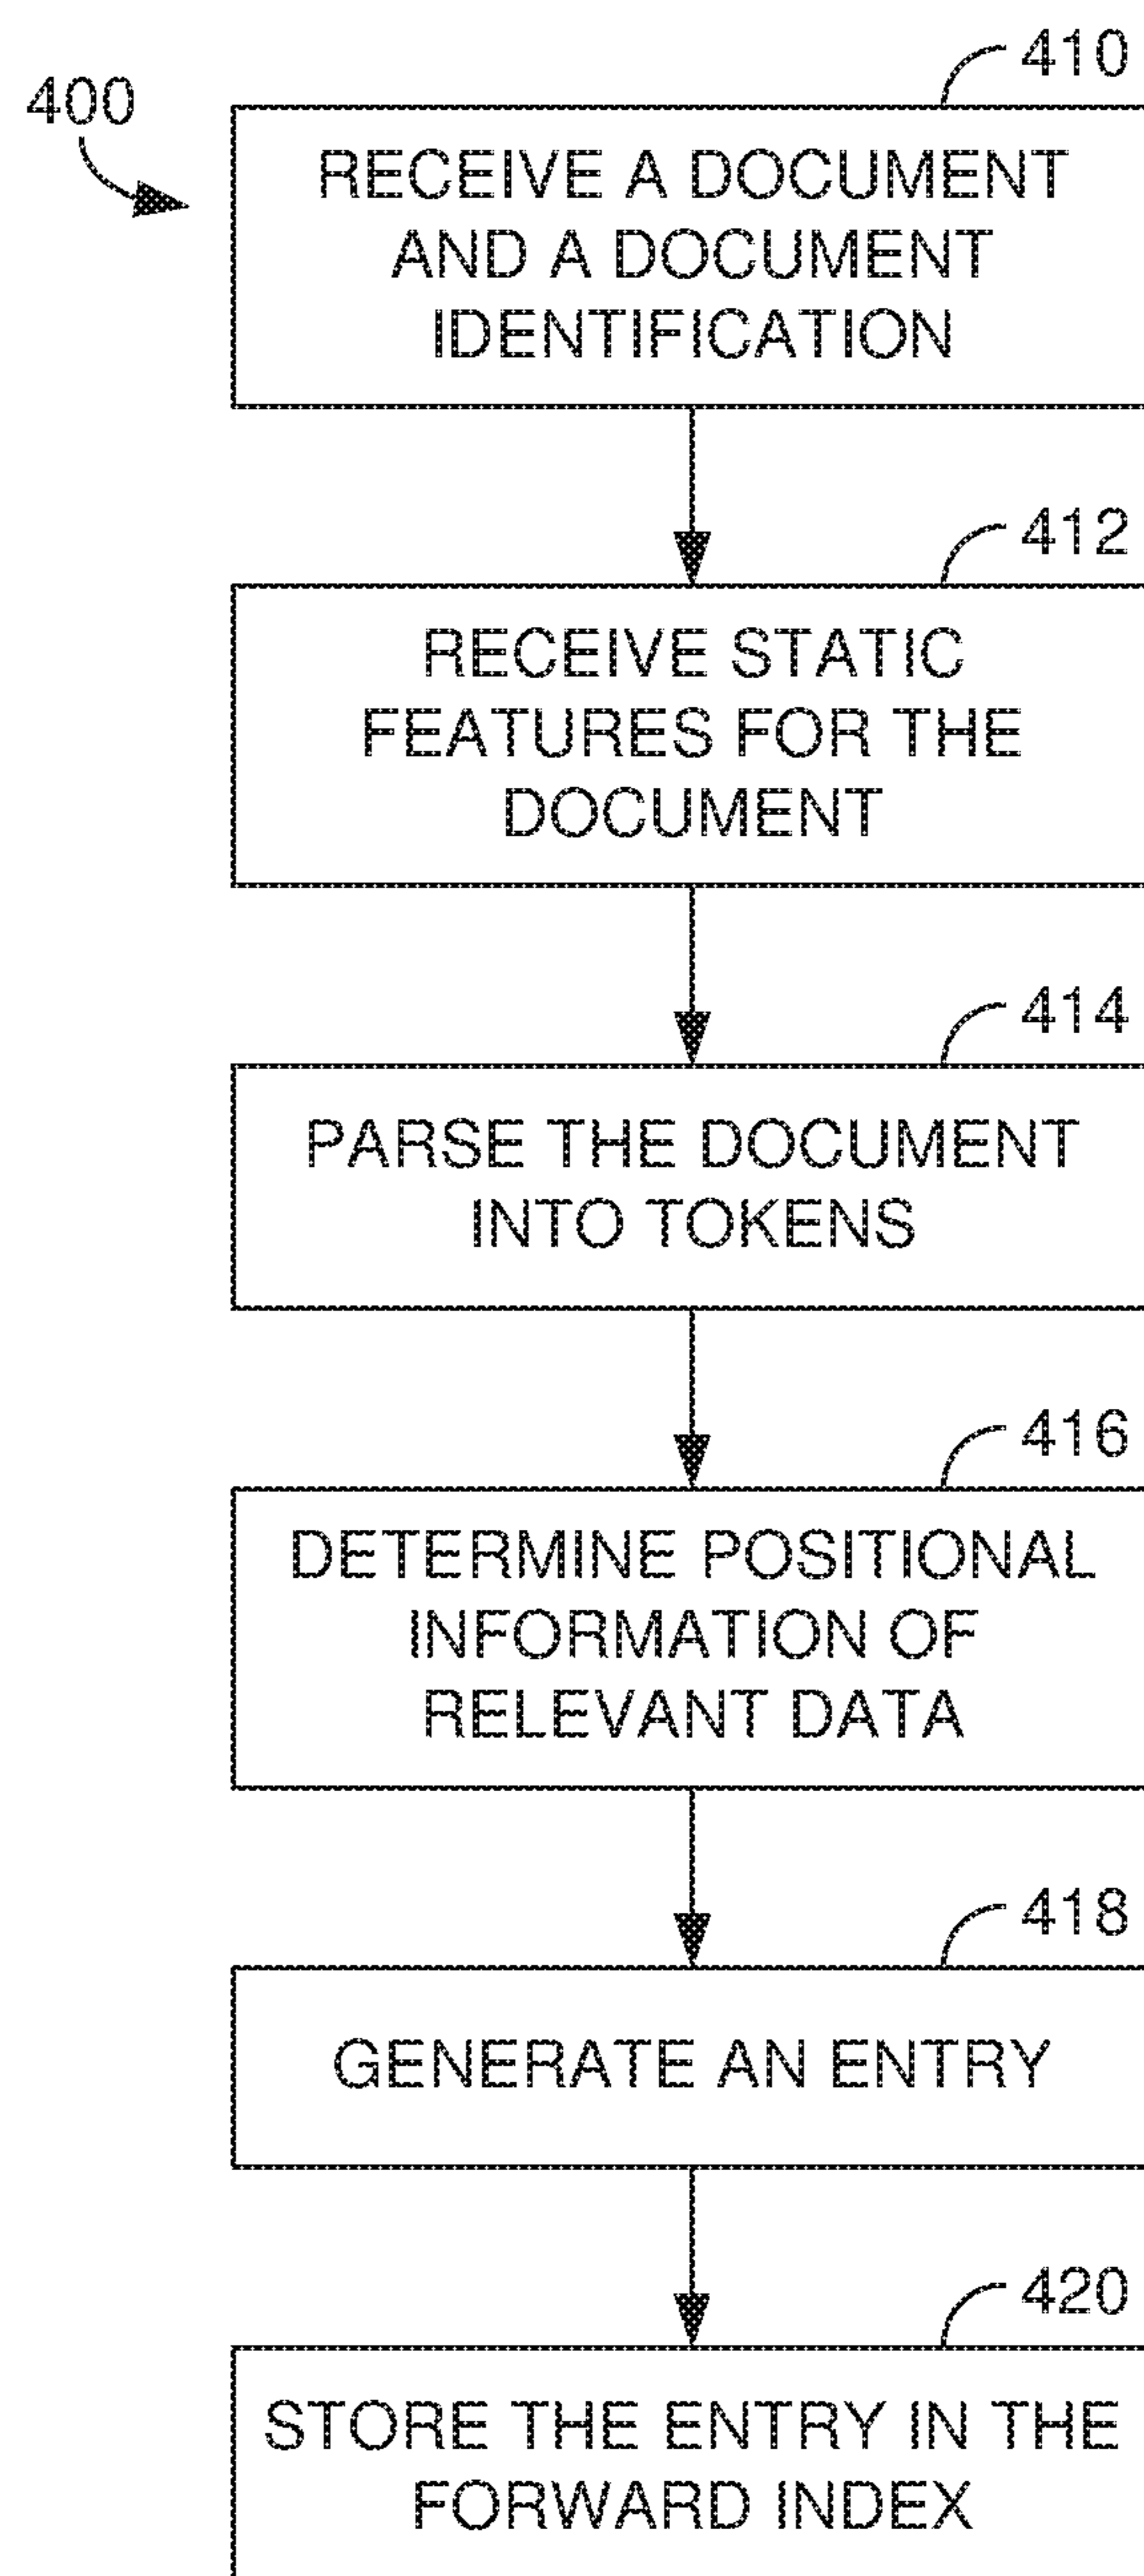 400
410
RECEIVE A DOCUMENT
AND A DOCUMENT
IDENTIFICATION
412
RECEIVE STATIC
FEATURES FOR THE
DOCUMENT
414
PARSE THE DOCUMENT
INTO TOKENS
416
DETERMINE POSITIONAL
INFORMATION OF
RELEVANT DATA
418
GENERATE AN ENTRY
420
STORE THE ENTRY IN THE
FORWARD INDEX